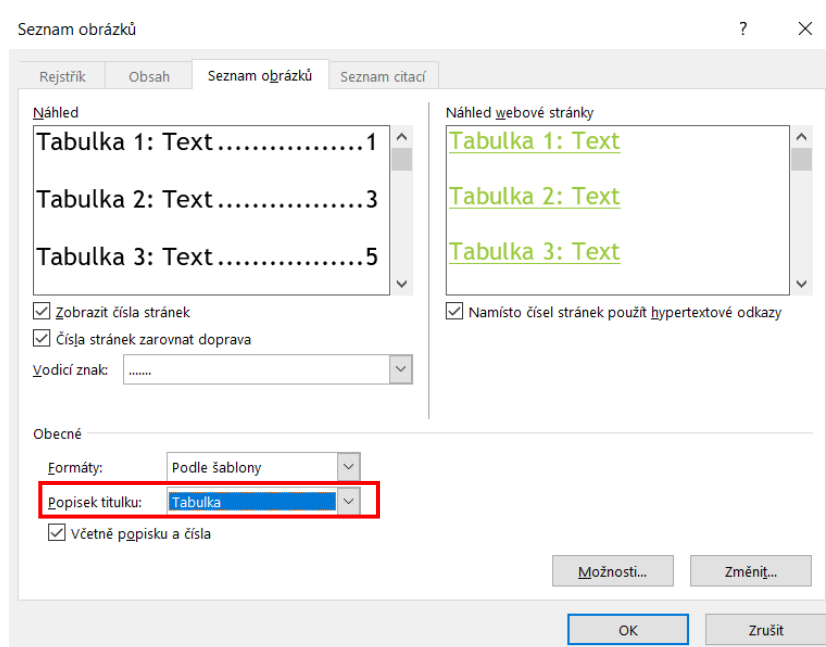 Seznam obrázků
?
Rejstřík Obsah Seznam obrázků Seznam citací
Náhled
Tabulka 1: Text..................1
Tabulka 2: Text..................3
Tabulka 3: Text..................5
Zobrazit čísla stránek
Čísla stránek zarovnat doprava
Vodicí znak: .......
Náhled webové stránky
Tabulka 1: Text
Tabulka 2: Text
Tabulka 3: Text
Namísto čísel stránek použít hypertextové odkazy
Obecné
Formáty: Podle šablony
Popisek titulku: Tabulka
Včetně popisku a čísla
Možnosti... Změnit...
OK Zrušit